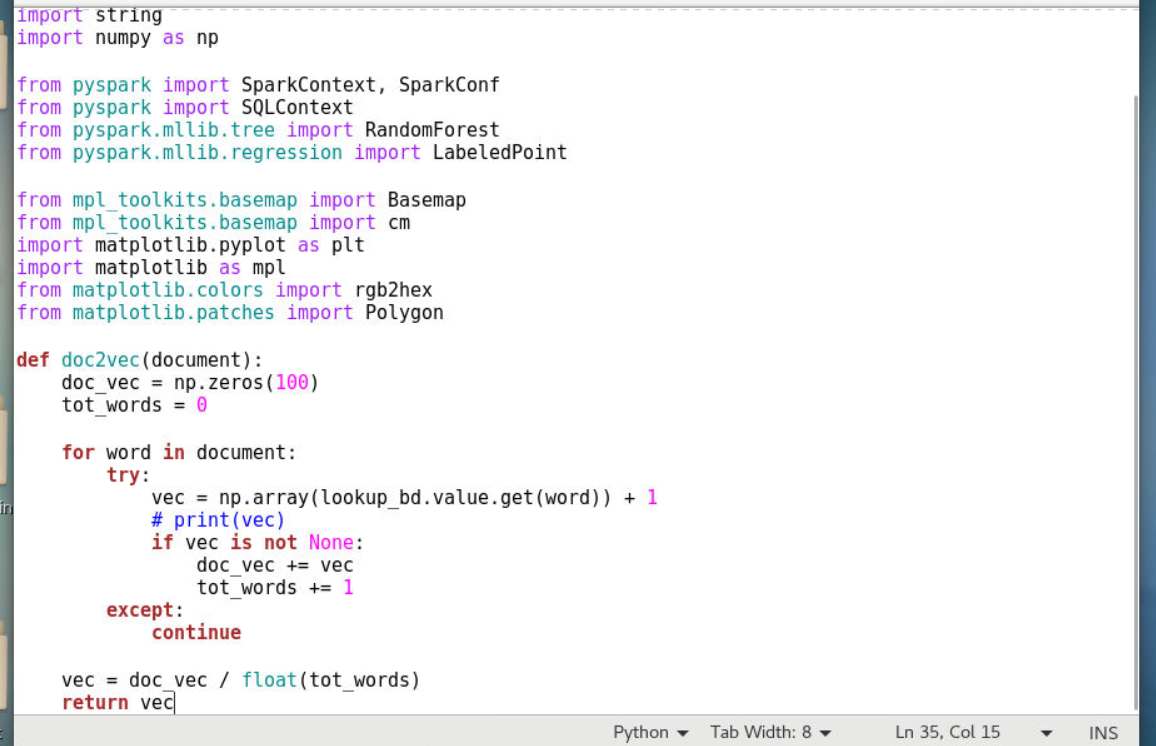 import string
import numpy as np

from pyspark import SparkContext, SparkConf
from pyspark import SQLContext
from pyspark.mllib.tree import RandomForest
from pyspark.mllib.regression import LabeledPoint

from mpl_toolkits.basemap import Basemap
from mpl_toolkits.basemap import cm
import matplotlib.pyplot as plt
import matplotlib as mpl
from matplotlib.colors import rgb2hex
from matplotlib.patches import Polygon

def doc2vec(document):
    doc_vec = np.zeros(100)
    tot_words = 0

    for word in document:
        try:
            vec = np.array(lookup_bd.value.get(word)) + 1
            # print(vec)
            if vec is not None:
                doc_vec += vec
                tot_words += 1
        except:
            continue

    vec = doc_vec / float(tot_words)
    return vec
Python Tab Width: 8 Ln 35, Col 15 INS